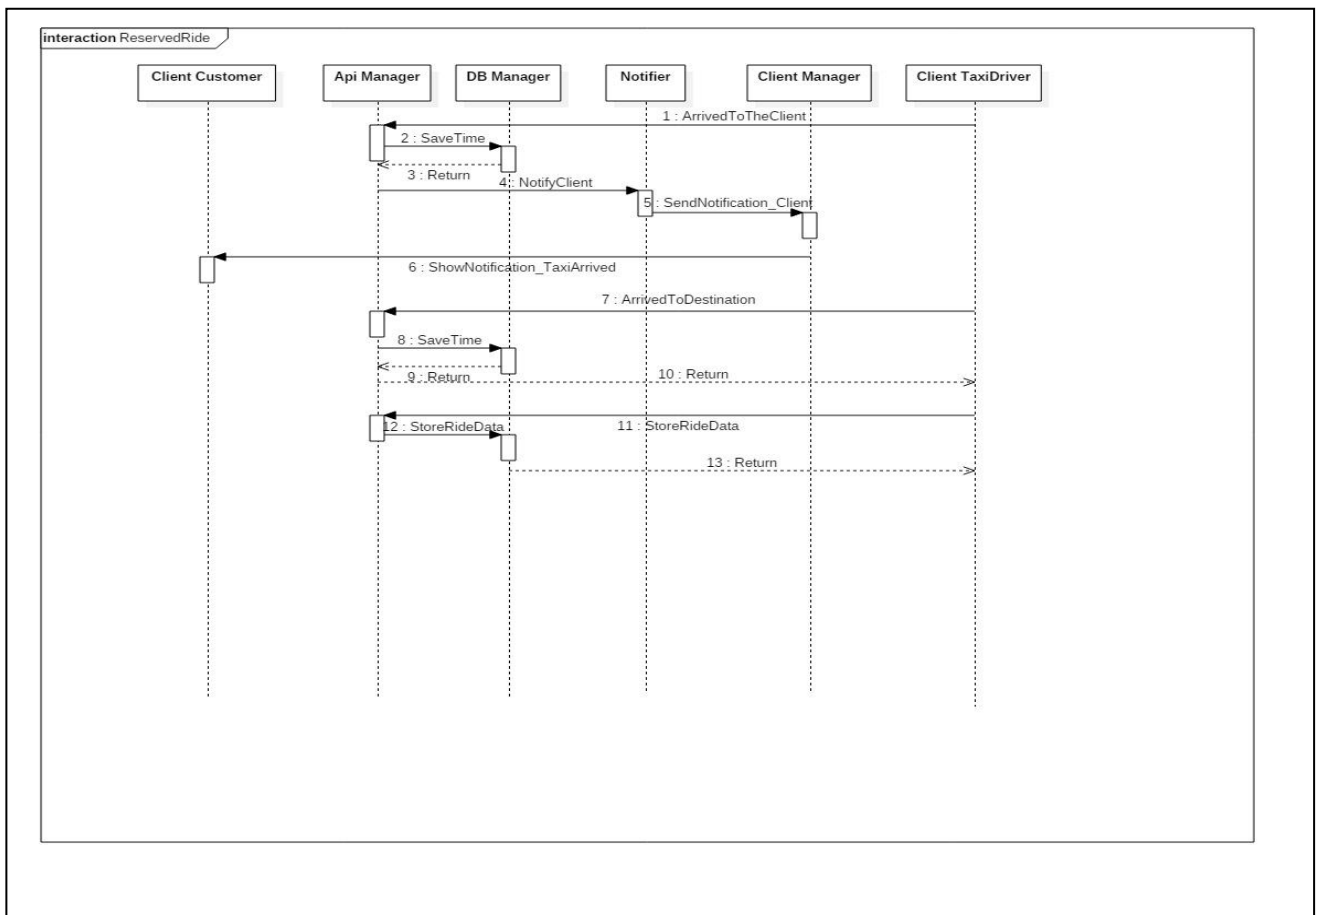 interaction ReservedRide
Client Customer
Api Manager
DB Manager
Notifier
Client Manager
Client TaxiDriver
1 : ArrivedToTheClient
2 : SaveTime
3 : Return
4 : NotifyClient
5 : SendNotification_Client
6 : ShowNotification_TaxiArrived
7 : ArrivedToDestination
8 : SaveTime
9 : Return
10 : Return
11 : StoreRideData
12 : StoreRideData
13 : Return